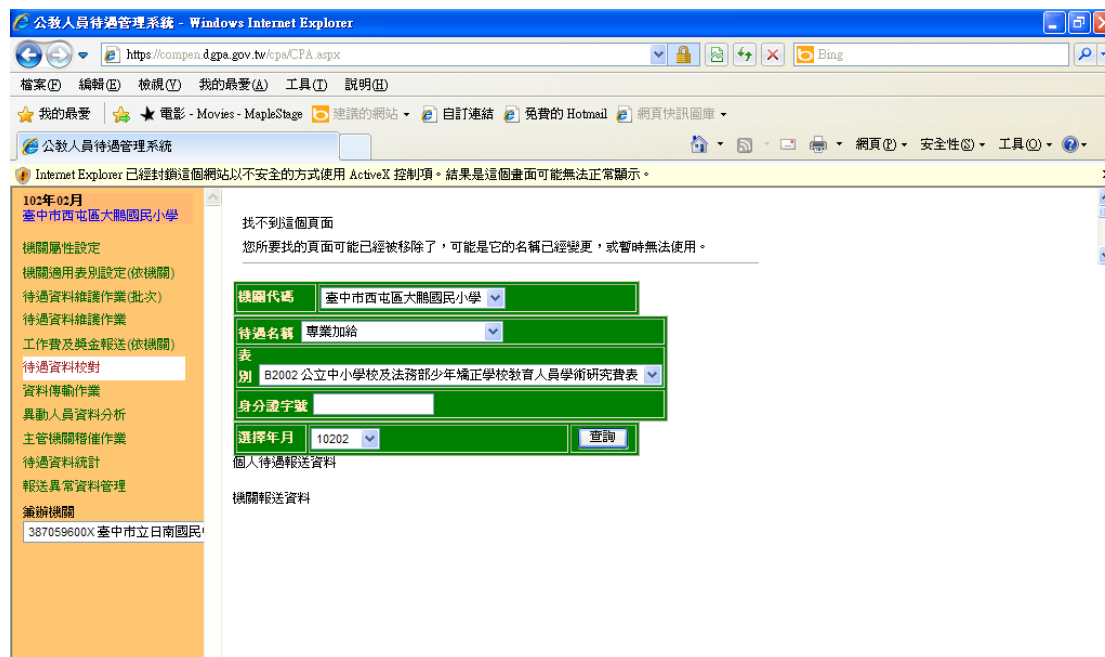 公教人員待遇管理系統 - Windows Internet Explorer
https://compen.dgpa.gov.tw/cpa/CPA.aspx
Bing
檔案(F) 編輯(E) 檢視(V) 我的最愛(A) 工具(T) 說明(H)
我的最愛 電影 - Movies - MapleStage 建議的網站 自訂連結 免費的 Hotmail 網頁快訊圖庫
公教人員待遇管理系統 網頁(P) 安全性(S) 工具(O)
Internet Explorer 已經封鎖這個網站以不安全的方式使用 ActiveX 控制項。結果是這個畫面可能無法正常顯示。
102年02月
臺中市西屯區大鵬國民小學
機關屬性設定
機關適用表別設定(依機關)
待遇資料維護作業(批次)
待遇資料維護作業
工作費及獎金報送(依機關)
待遇資料校對
資料傳輸作業
異動人員資料分析
主管機關稽催作業
待遇資料統計
報送異常資料管理
兼辦機關
387059600X 臺中市立日南國民
找不到這個頁面
您所要找的頁面可能已經被移除了，可能是它的名稱已經變更，或暫時無法使用。
機關代碼 臺中市西屯區大鵬國民小學
待遇名稱 專業加給
表
別 B2002 公立中小學校及法務部少年矯正學校教育人員學術研究費表
身分證字號
選擇年月 10202 查詢
個人待遇報送資料
機關報送資料